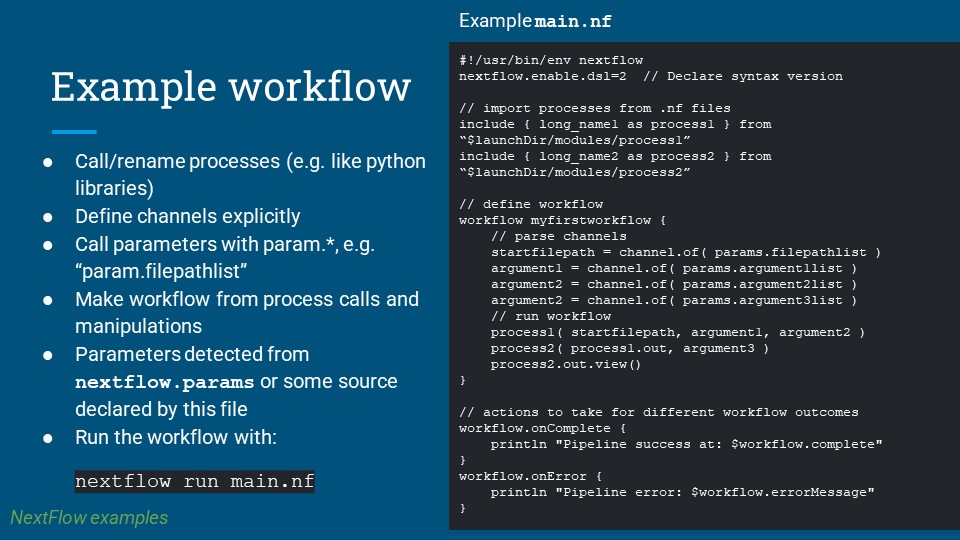 Example workflow
● Call/rename processes (e.g. like python
libraries)
● Define channels explicitly
● Call parameters with param.*, e.g.
“param.filepathlist”
● Make workflow from process calls and
manipulations
● Parameters detected from
nextflow.params or some source
declared by this file
● Run the workflow with:
nextflow run main.nf
NextFlow examples
Example main.nf
#!/usr/bin/env nextflow
nextflow.enable.dsl=2  // Declare syntax version
// import processes from .nf files
include { long_name1 as process1 } from
“$launchDir/modules/process1”
include { long_name2 as process2 } from
“$launchDir/modules/process2”
// define workflow
workflow myfirstworkflow {
    // parse channels
    startfilepath = channel.of( params.filepathlist )
    argument1 = channel.of( params.argument1list )
    argument2 = channel.of( params.argument2list )
    argument2 = channel.of( params.argument3list )
    // run workflow
    process1( startfilepath, argument1, argument2 )
    process2( process1.out, argument3 )
    process2.out.view()
}
// actions to take for different workflow outcomes
workflow.onComplete {
    println "Pipeline success at: $workflow.complete"
}
workflow.onError {
    println "Pipeline error: $workflow.errorMessage"
}